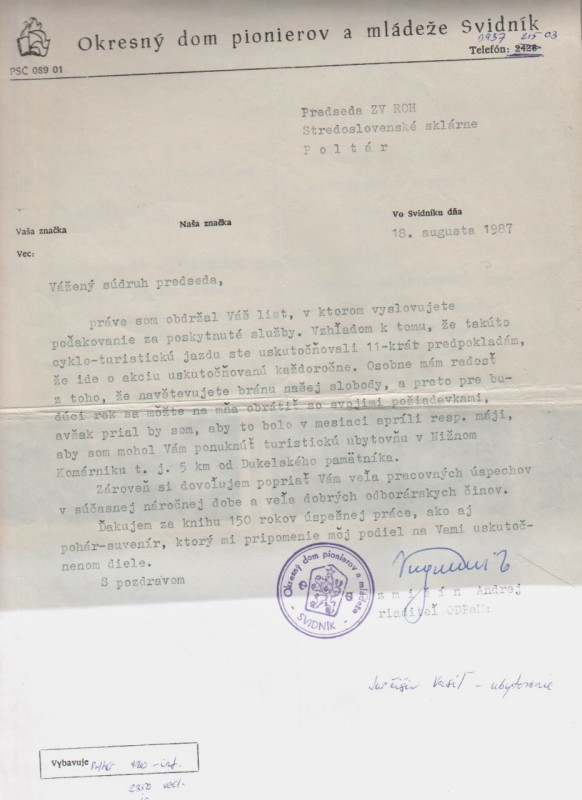 Okresný dom pionierov a mládeže Svidník
0937 215 03
PSČ 089 01
Telefón: 2428
Predseda ZV ROH
Stredoslovenské sklárne
P o l t á r
Vaša značka
Naša značka
Vo Svidníku dňa
18. augusta 1987
Vec:
Vážený súdruh predseda,
práve som obdržal Váš list, v ktorom vyslovujete
poďakovanie za poskytnuté služby. Vzhľadom k tomu, že takúto
cyklo-turistickú jazdu ste uskutočňovali 11-krát predpokladám,
že ide o akciu uskutočňovanú každoročne. Osobne mám radosť
z toho, že navštevujete bránu našej slobody, a preto pre bu-
dúci rok sa môžte na mňa obrátiť so svojimi požiadavkami,
avšak prial by som, aby to bolo v mesiaci apríli resp. máji,
aby som mohol Vám ponuknúť turistickú ubytovňu v Nižnom
Komárniku t. j. 5 km od Dukelského pamätníka.
Zároveň si dovoľujem popriať Vám veľa pracovných úspechov
v súčasnej náročnej dobe a veľa dobrých odborárskych činov.
Ďakujem za knihu 150 rokov úspešnej práce, ako aj
pohár-suvenír, ktorý mi pripomenie môj podiel na Vami uskutoč-
nenom diele.
S pozdravom
Okresný dom pionierov a mládeže
- SVIDNÍK -
Andrej
riaditeľ ODPaM:
Vasiľ - ubytovanie
Vybavuje